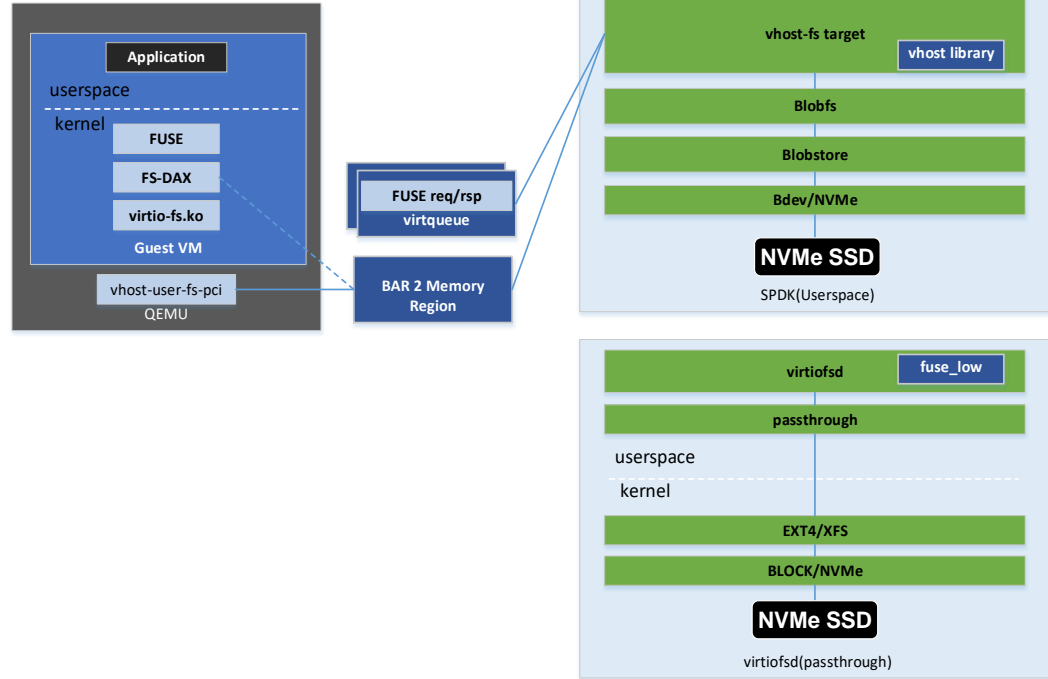 Application
userspace
kernel
FUSE
FS-DAX
virtio-fs.ko
Guest VM
vhost-user-fs-pci
QEMU
FUSE req/rsp
virtqueue
BAR 2 Memory
Region
vhost-fs target
vhost library
Blobfs
Blobstore
Bdev/NVMe
NVMe SSD
SPDK(Userspace)
virtiofsd
fuse_low
passthrough
userspace
kernel
EXT4/XFS
BLOCK/NVMe
NVMe SSD
virtiofsd(passthrough)